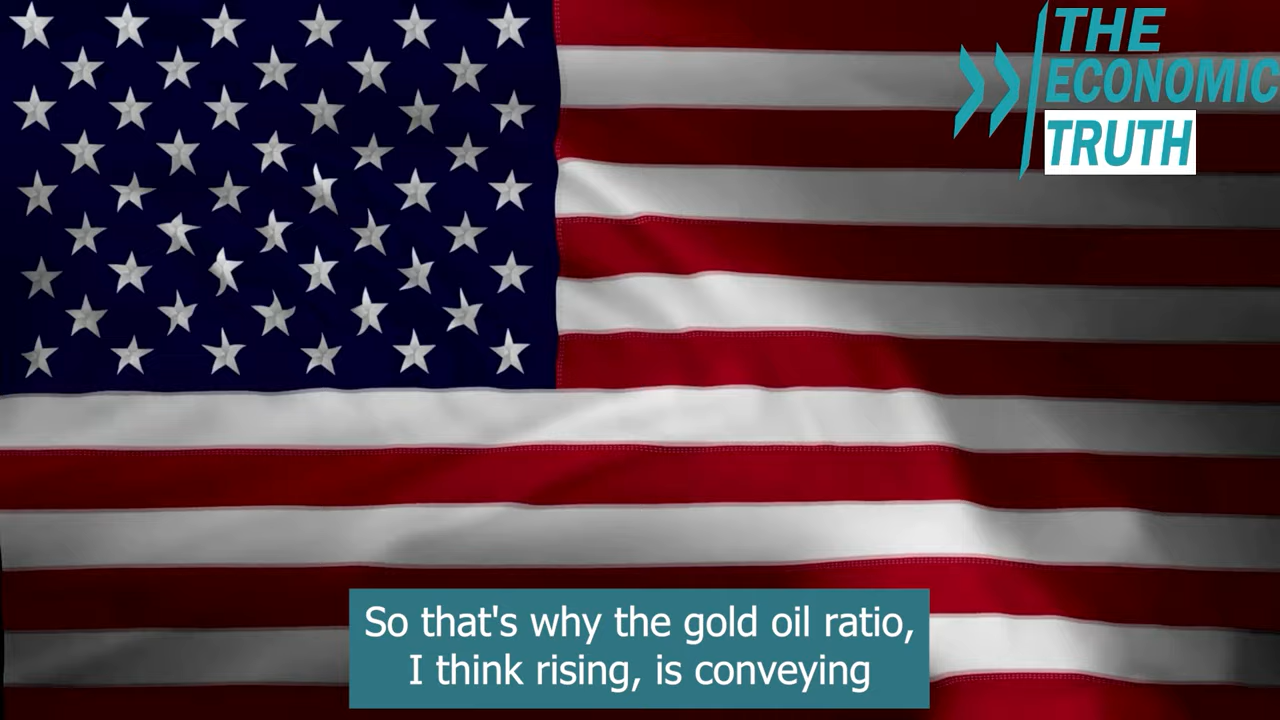 THE
ECONOMIC
TRUTH
So that's why the gold oil ratio,
I think rising, is conveying